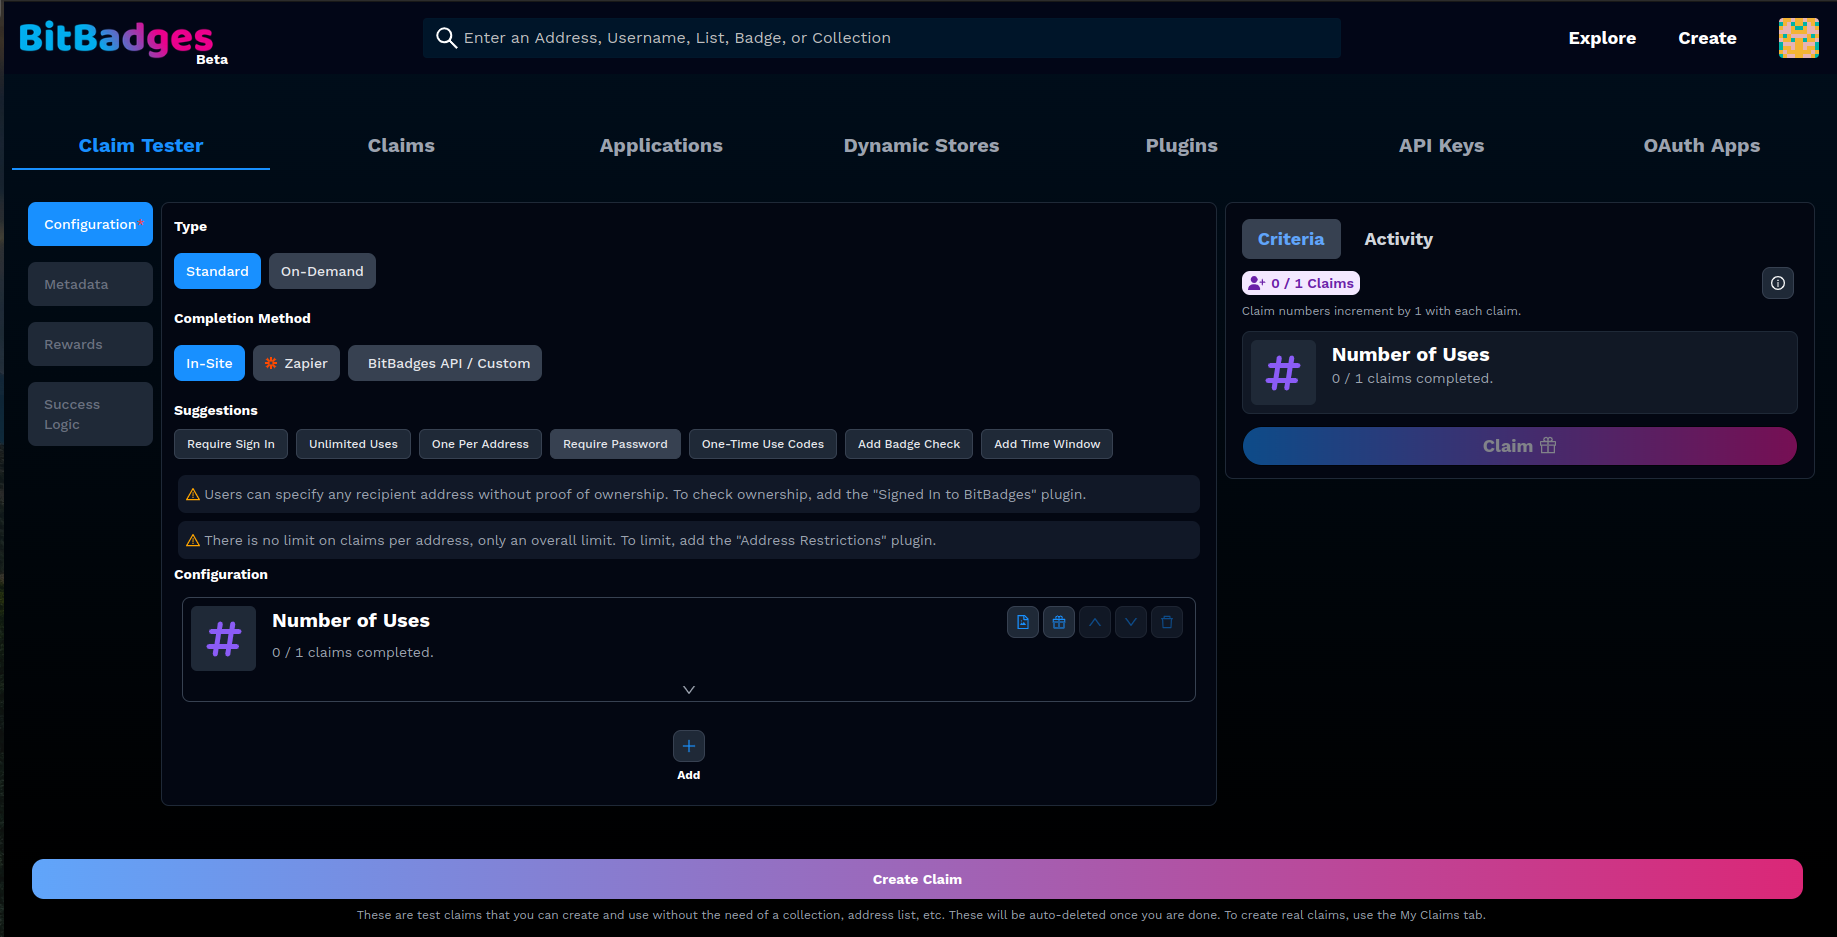 BitBadges
Beta
Enter an Address, Username, List, Badge, or Collection
Explore
Create
Claim Tester
Claims
Applications
Dynamic Stores
Plugins
API Keys
OAuth Apps
Configuration*
Metadata
Rewards
Success
Logic
Type
Standard
On-Demand
Completion Method
In-Site
Zapier
BitBadges API / Custom
Suggestions
Require Sign In
Unlimited Uses
One Per Address
Require Password
One-Time Use Codes
Add Badge Check
Add Time Window
Users can specify any recipient address without proof of ownership. To check ownership, add the "Signed In to BitBadges" plugin.
There is no limit on claims per address, only an overall limit. To limit, add the "Address Restrictions" plugin.
Configuration
Number of Uses
0 / 1 claims completed.
Add
Criteria
Activity
0 / 1 Claims
Claim numbers increment by 1 with each claim.
Number of Uses
0 / 1 claims completed.
Claim
Create Claim
These are test claims that you can create and use without the need of a collection, address list, etc. These will be auto-deleted once you are done. To create real claims, use the My Claims tab.